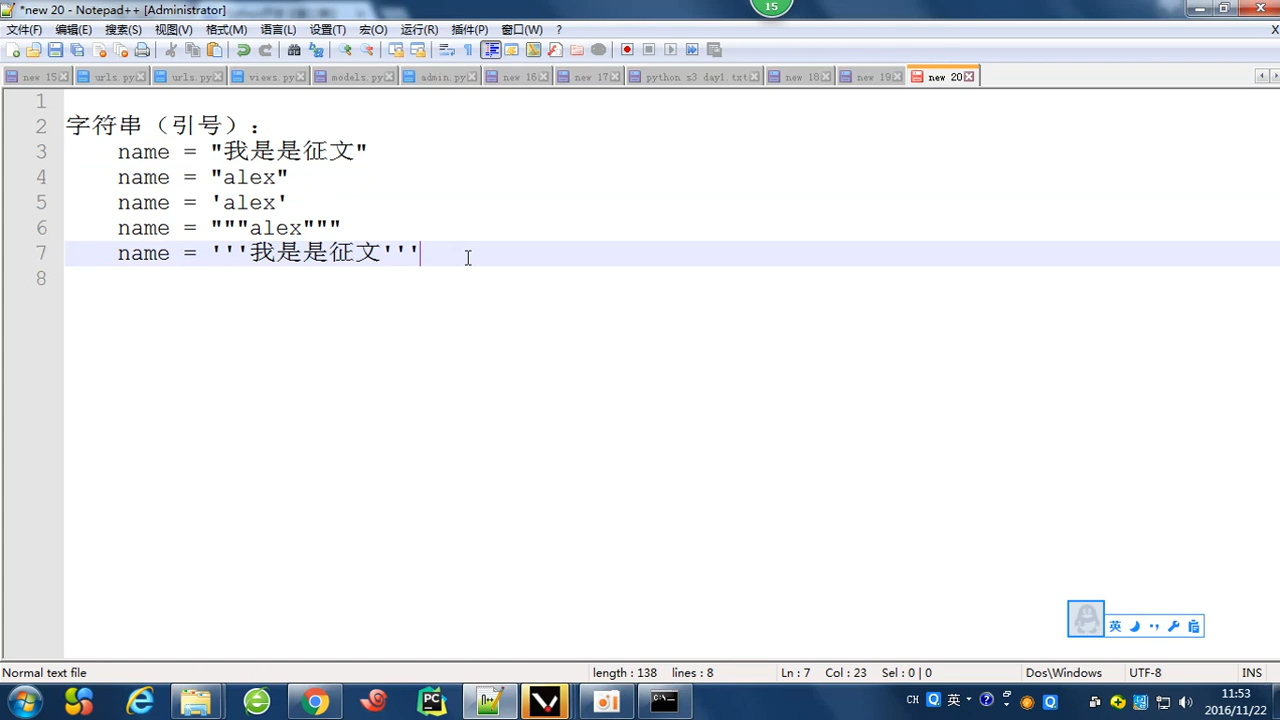 *new 20 - Notepad++ [Administrator]
15
文件(F) 编辑(E) 搜索(S) 视图(V) 格式(M) 语言(L) 设置(T) 宏(O) 运行(R) 插件(P) 窗口(W) ? X
new 15 urls.py urls.py views.py models.py admin.py new 16 new 17 python s3 day1.txt new 18 new 19 new 20
1
2 字符串（引号）：
3 name = "我是是征文"
4 name = "alex"
5 name = 'alex'
6 name = """alex"""
7 name = '''我是是征文'''
8
英
Normal text file length : 138 lines : 8 Ln : 7 Col : 23 Sel : 0 | 0 Dos\Windows UTF-8 INS
PC CH 英 11:53
2016/11/22